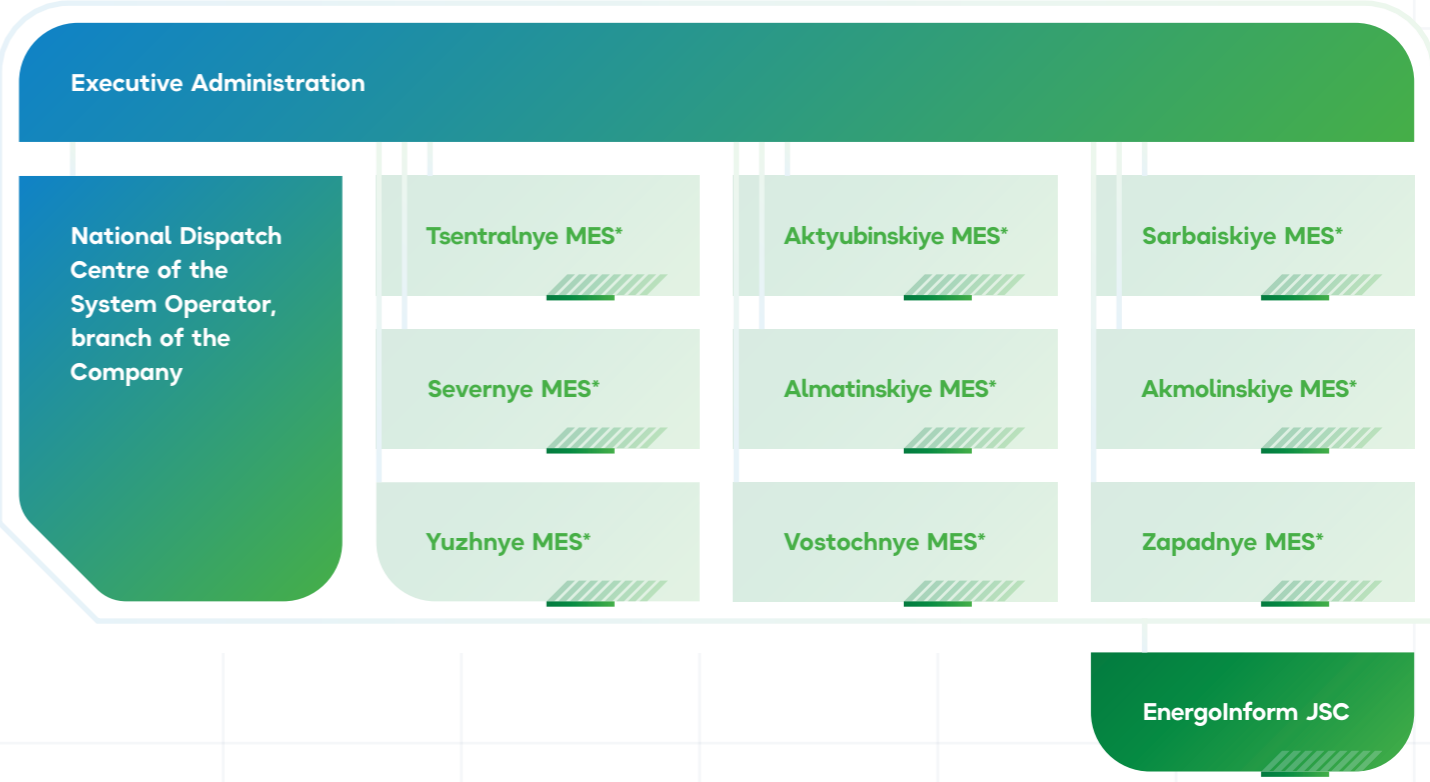 Executive Administration
National Dispatch
Centre of the
System Operator,
branch of the
Company
Tsentralnye MES*
Aktyubinskiye MES*
Sarbaiskiye MES*
Severnye MES*
Almatinskiye MES*
Akmolinskiye MES*
Yuzhnye MES*
Vostochnye MES*
Zapadnye MES*
EnergoInform JSC